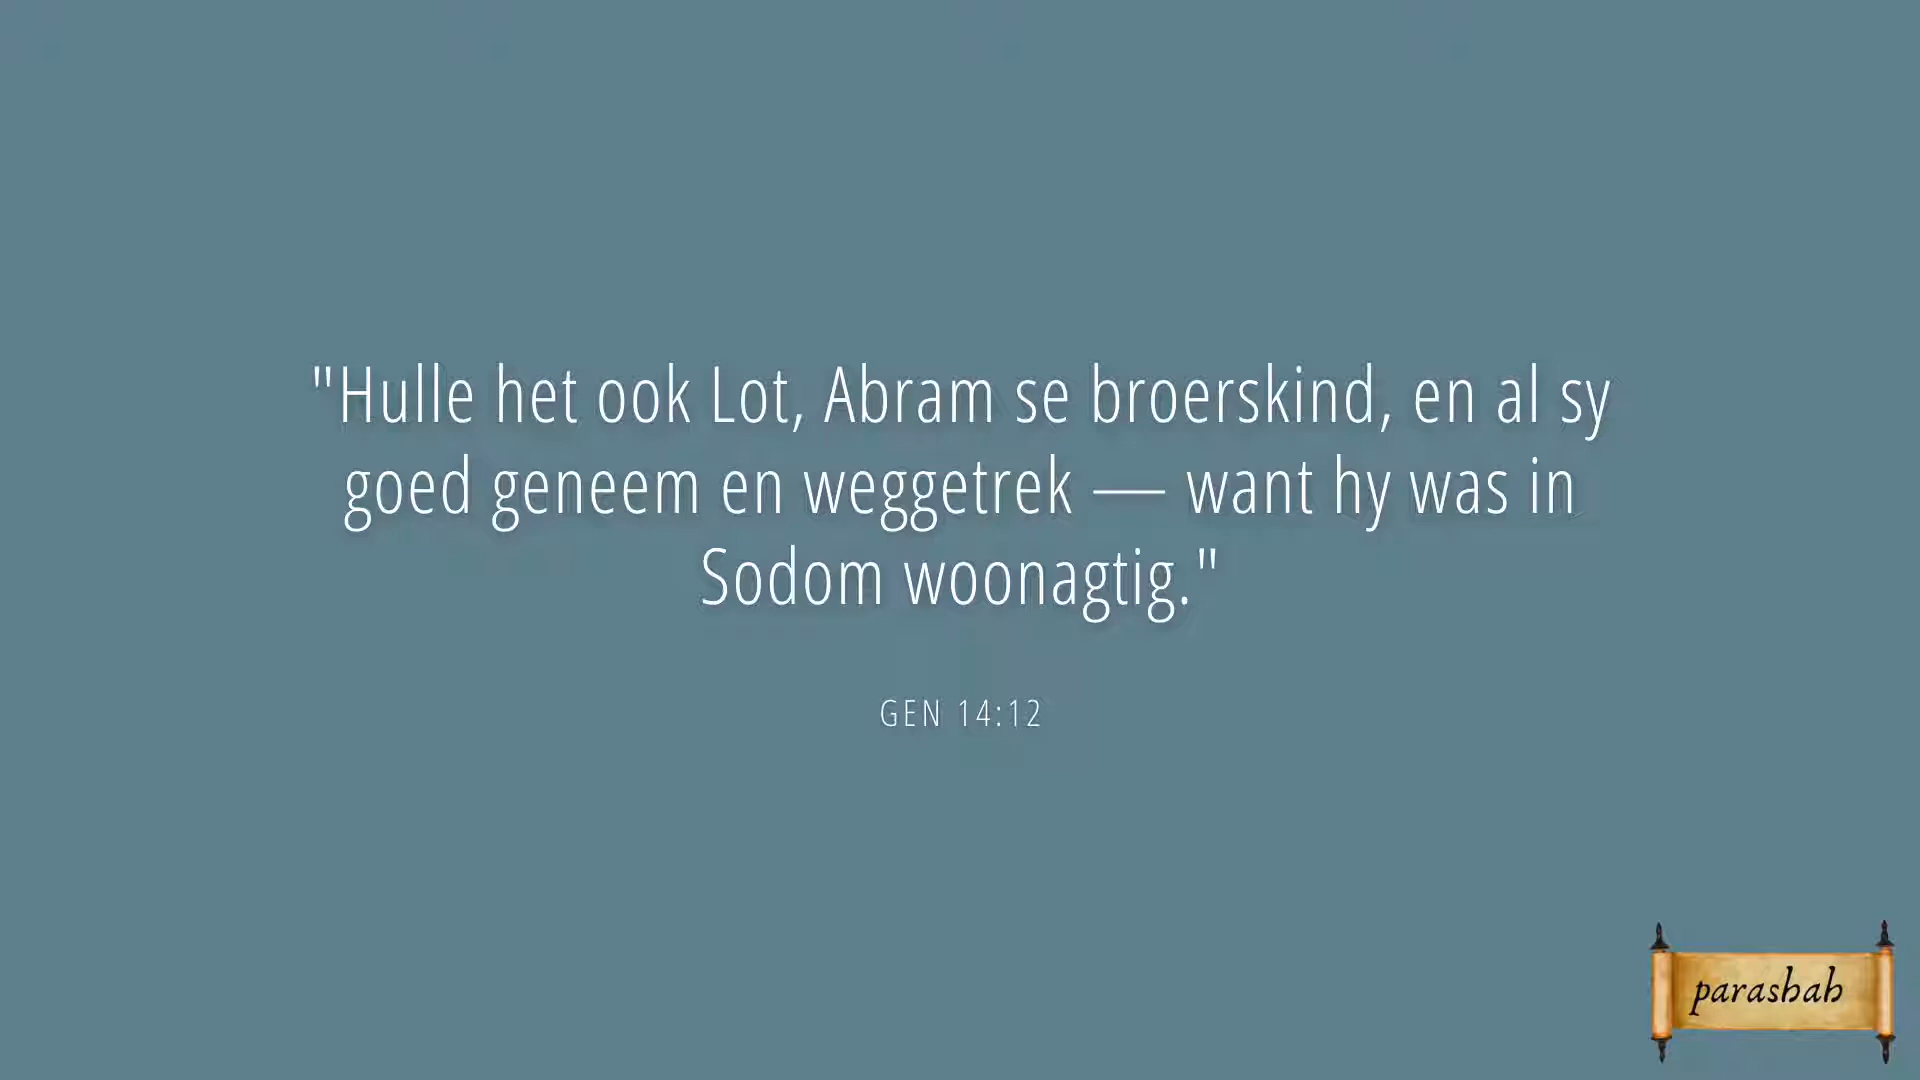 "Hulle het ook Lot, Abram se broerskind, en al sy
goed geneem en weggetrek — want hy was in
Sodom woonagtig."
GEN 14:12
parashah